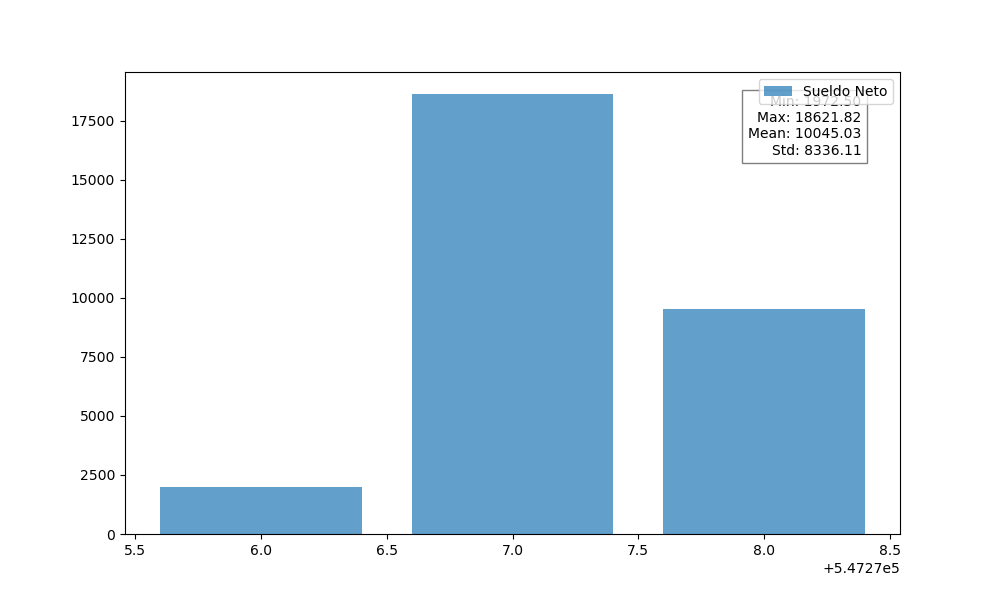 Sueldo Neto
Min: 1972.50
Max: 18621.82
Mean: 10045.03
Std: 8336.11
17500
15000
12500
10000
7500
5000
2500
0
5.5 6.0 6.5 7.0 7.5 8.0 8.5
+5.4727e5